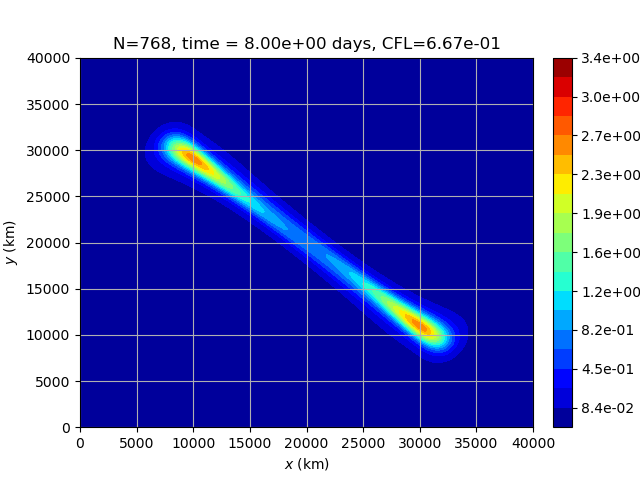 N=768, time = 8.00e+00 days, CFL=6.67e-01
40000
35000
30000
25000
20000
15000
10000
5000
0
y (km)
0 5000 10000 15000 20000 25000 30000 35000 40000
x (km)
3.4e+00
3.0e+00
2.7e+00
2.3e+00
1.9e+00
1.6e+00
1.2e+00
8.2e-01
4.5e-01
8.4e-02